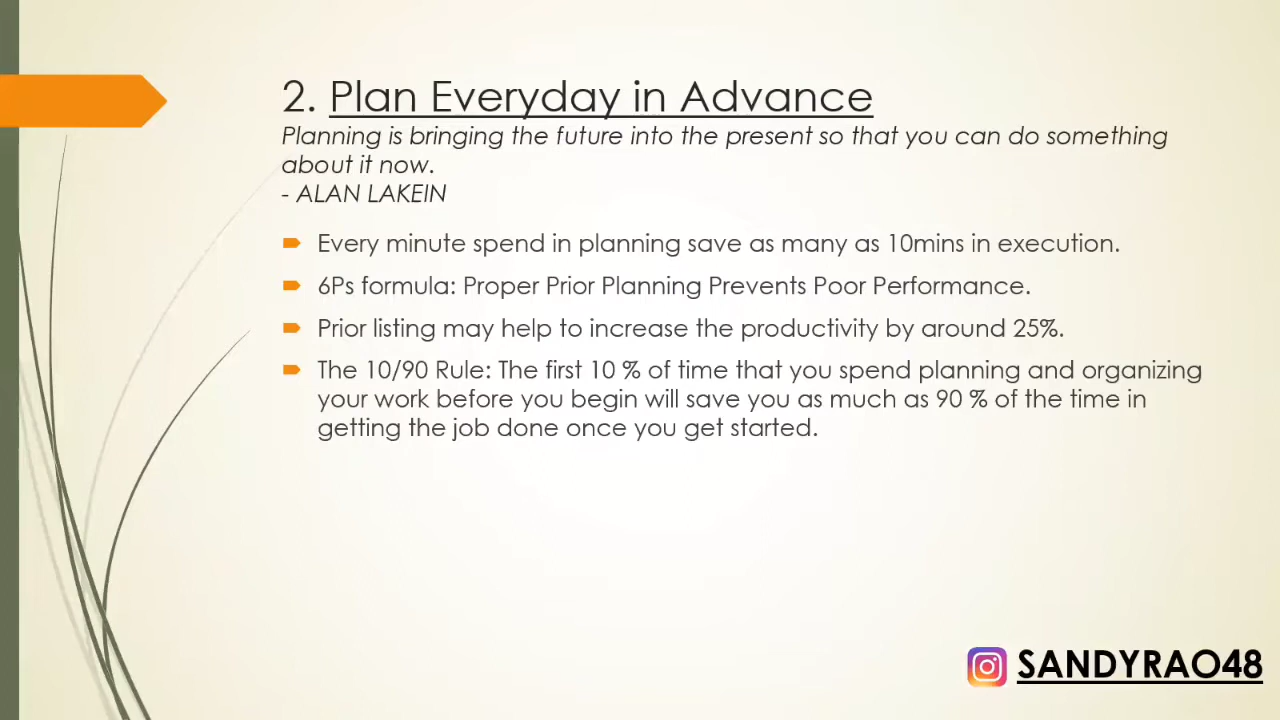 2. Plan Everyday in Advance
Planning is bringing the future into the present so that you can do something
about it now.
- ALAN LAKEIN
Every minute spend in planning save as many as 10mins in execution.
6Ps formula: Proper Prior Planning Prevents Poor Performance.
Prior listing may help to increase the productivity by around 25%.
The 10/90 Rule: The first 10 % of time that you spend planning and organizing
your work before you begin will save you as much as 90 % of the time in
getting the job done once you get started.
SANDYRAO48